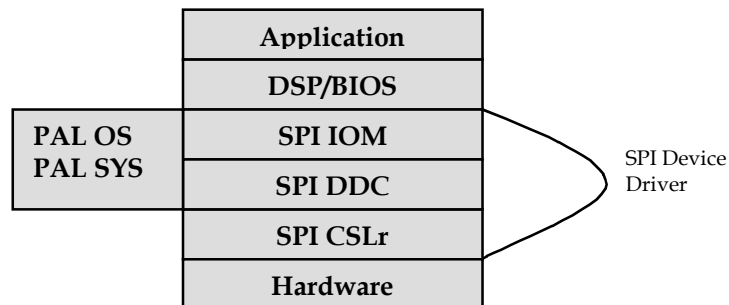 Application
DSP/BIOS
PAL OS
PAL SYS
SPI IOM
SPI DDC
SPI CSLr
Hardware
SPI Device
Driver